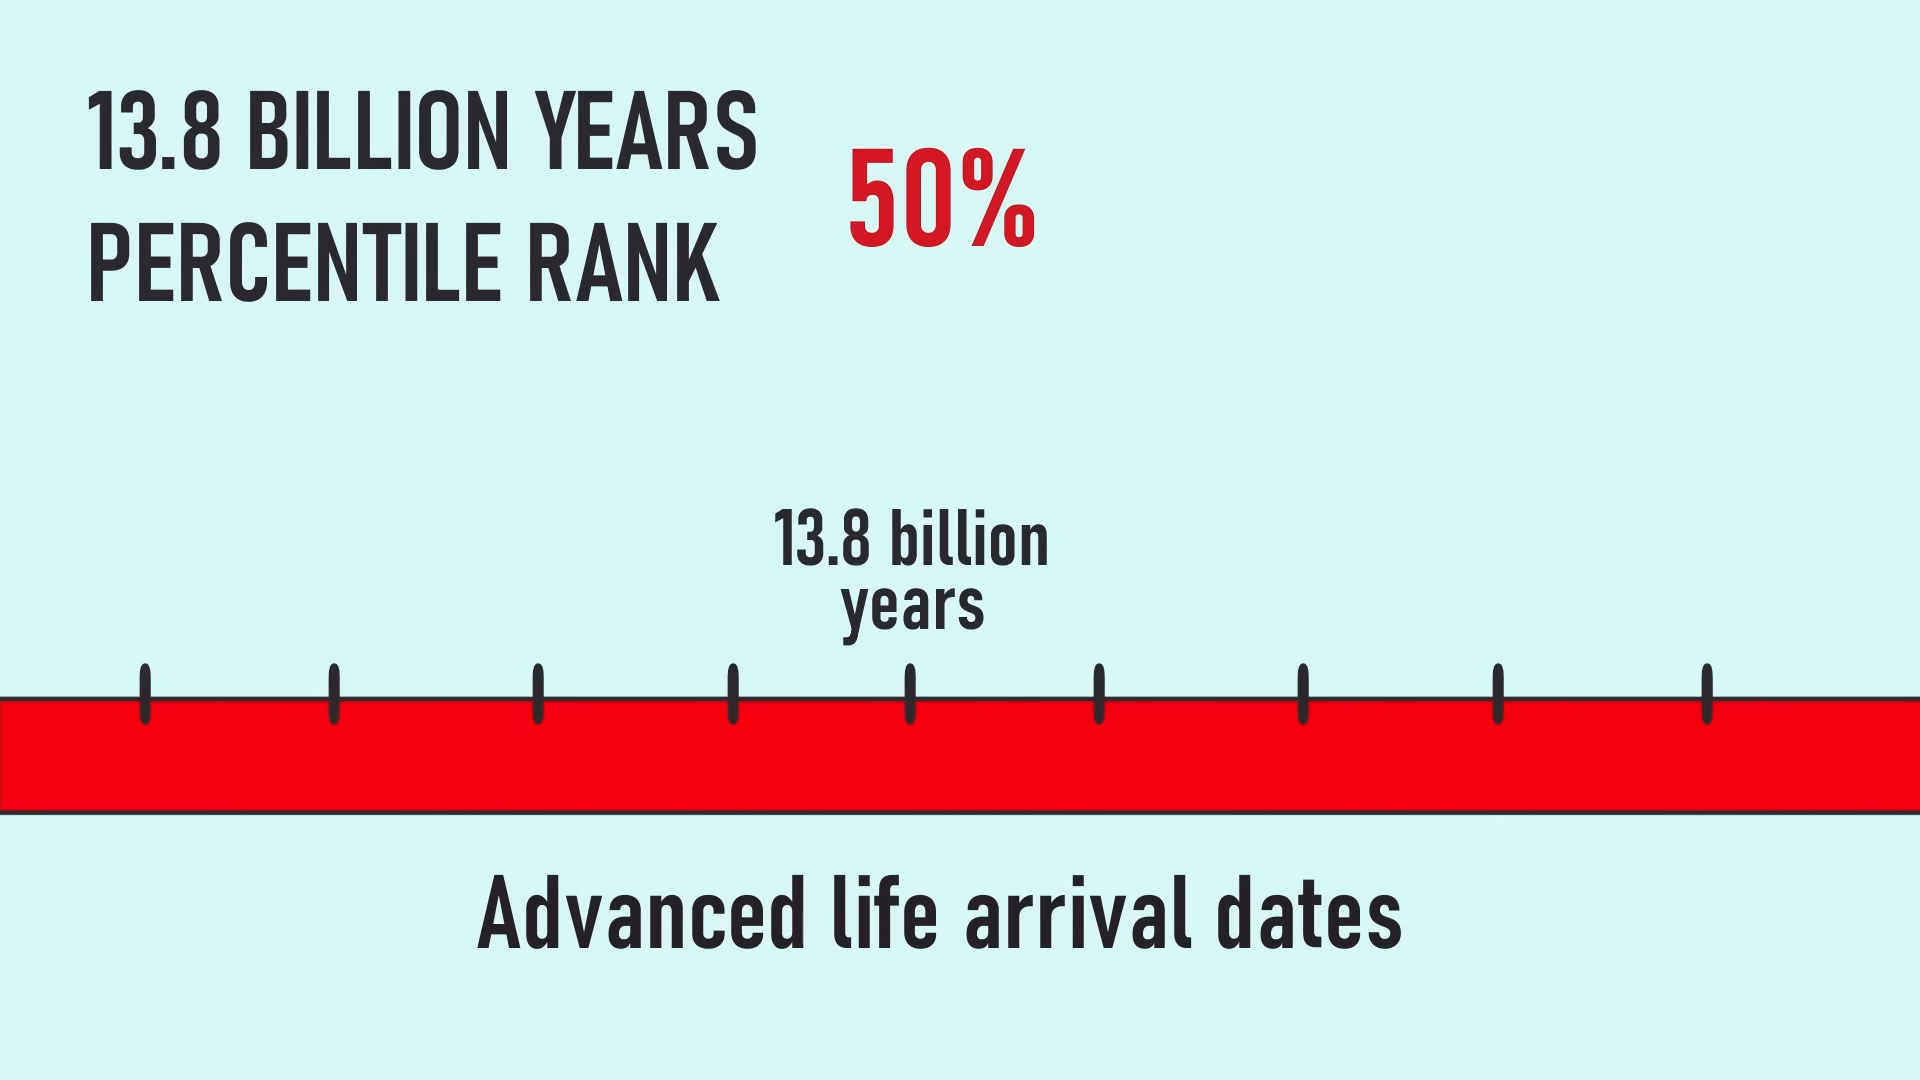 13.8 BILLION YEARS
PERCENTILE RANK
50%
13.8 billion
years
Advanced life arrival dates